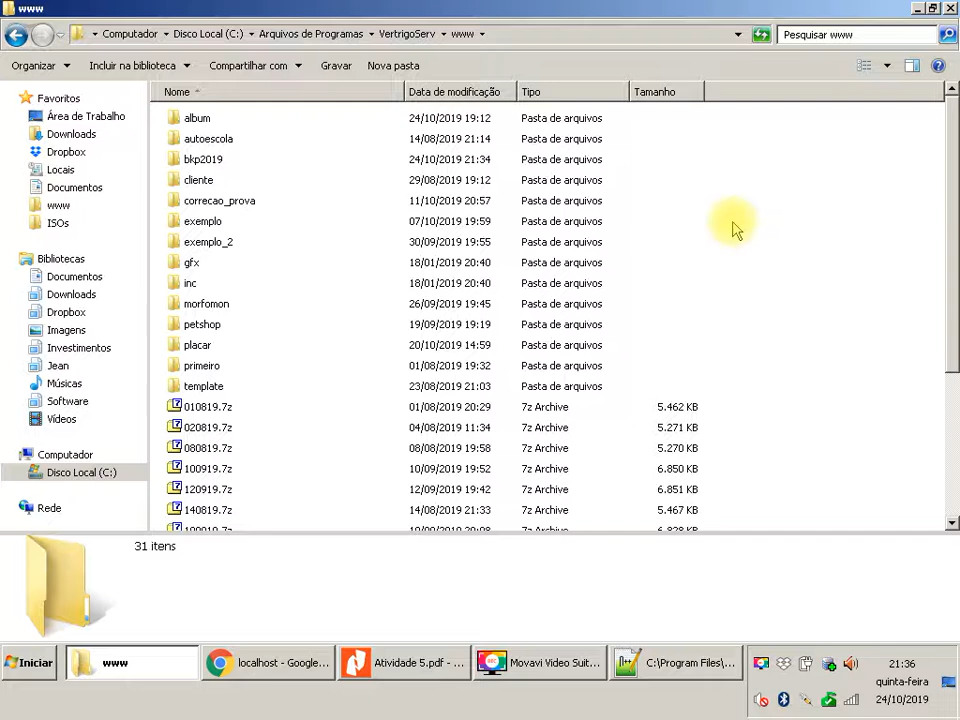 www
Computador
Disco Local (C:)
Arquivos de Programas
VertrigoServ
www
Pesquisar www
Organizar
Incluir na biblioteca
Compartilhar com
Gravar
Nova pasta
Favoritos
Área de Trabalho
Downloads
Dropbox
Locais
Documentos
www
ISOs
Bibliotecas
Documentos
Downloads
Dropbox
Imagens
Investimentos
Jean
Músicas
Software
Vídeos
Computador
Disco Local (C:)
Rede
Nome Data de modificação Tipo Tamanho
album 24/10/2019 19:12 Pasta de arquivos
autoescola 14/08/2019 21:14 Pasta de arquivos
bkp2019 24/10/2019 21:34 Pasta de arquivos
cliente 29/08/2019 19:12 Pasta de arquivos
correcao_prova 11/10/2019 20:57 Pasta de arquivos
exemplo 07/10/2019 19:59 Pasta de arquivos
exemplo_2 30/09/2019 19:55 Pasta de arquivos
gfx 18/01/2019 20:40 Pasta de arquivos
inc 18/01/2019 20:40 Pasta de arquivos
morfomon 26/09/2019 19:45 Pasta de arquivos
petshop 19/09/2019 19:19 Pasta de arquivos
placar 20/10/2019 14:59 Pasta de arquivos
primeiro 01/08/2019 19:32 Pasta de arquivos
template 23/08/2019 21:03 Pasta de arquivos
010819.7z 01/08/2019 20:29 7z Archive 5.462 KB
020819.7z 04/08/2019 11:34 7z Archive 5.271 KB
080819.7z 08/08/2019 19:58 7z Archive 5.270 KB
100919.7z 10/09/2019 19:52 7z Archive 6.850 KB
120919.7z 12/09/2019 19:42 7z Archive 6.851 KB
140819.7z 14/08/2019 21:33 7z Archive 5.467 KB
31 itens
Iniciar
www
localhost - Google...
Atividade 5.pdf - ...
Movavi Video Suit...
C:\Program Files\...
21:36
quinta-feira
24/10/2019